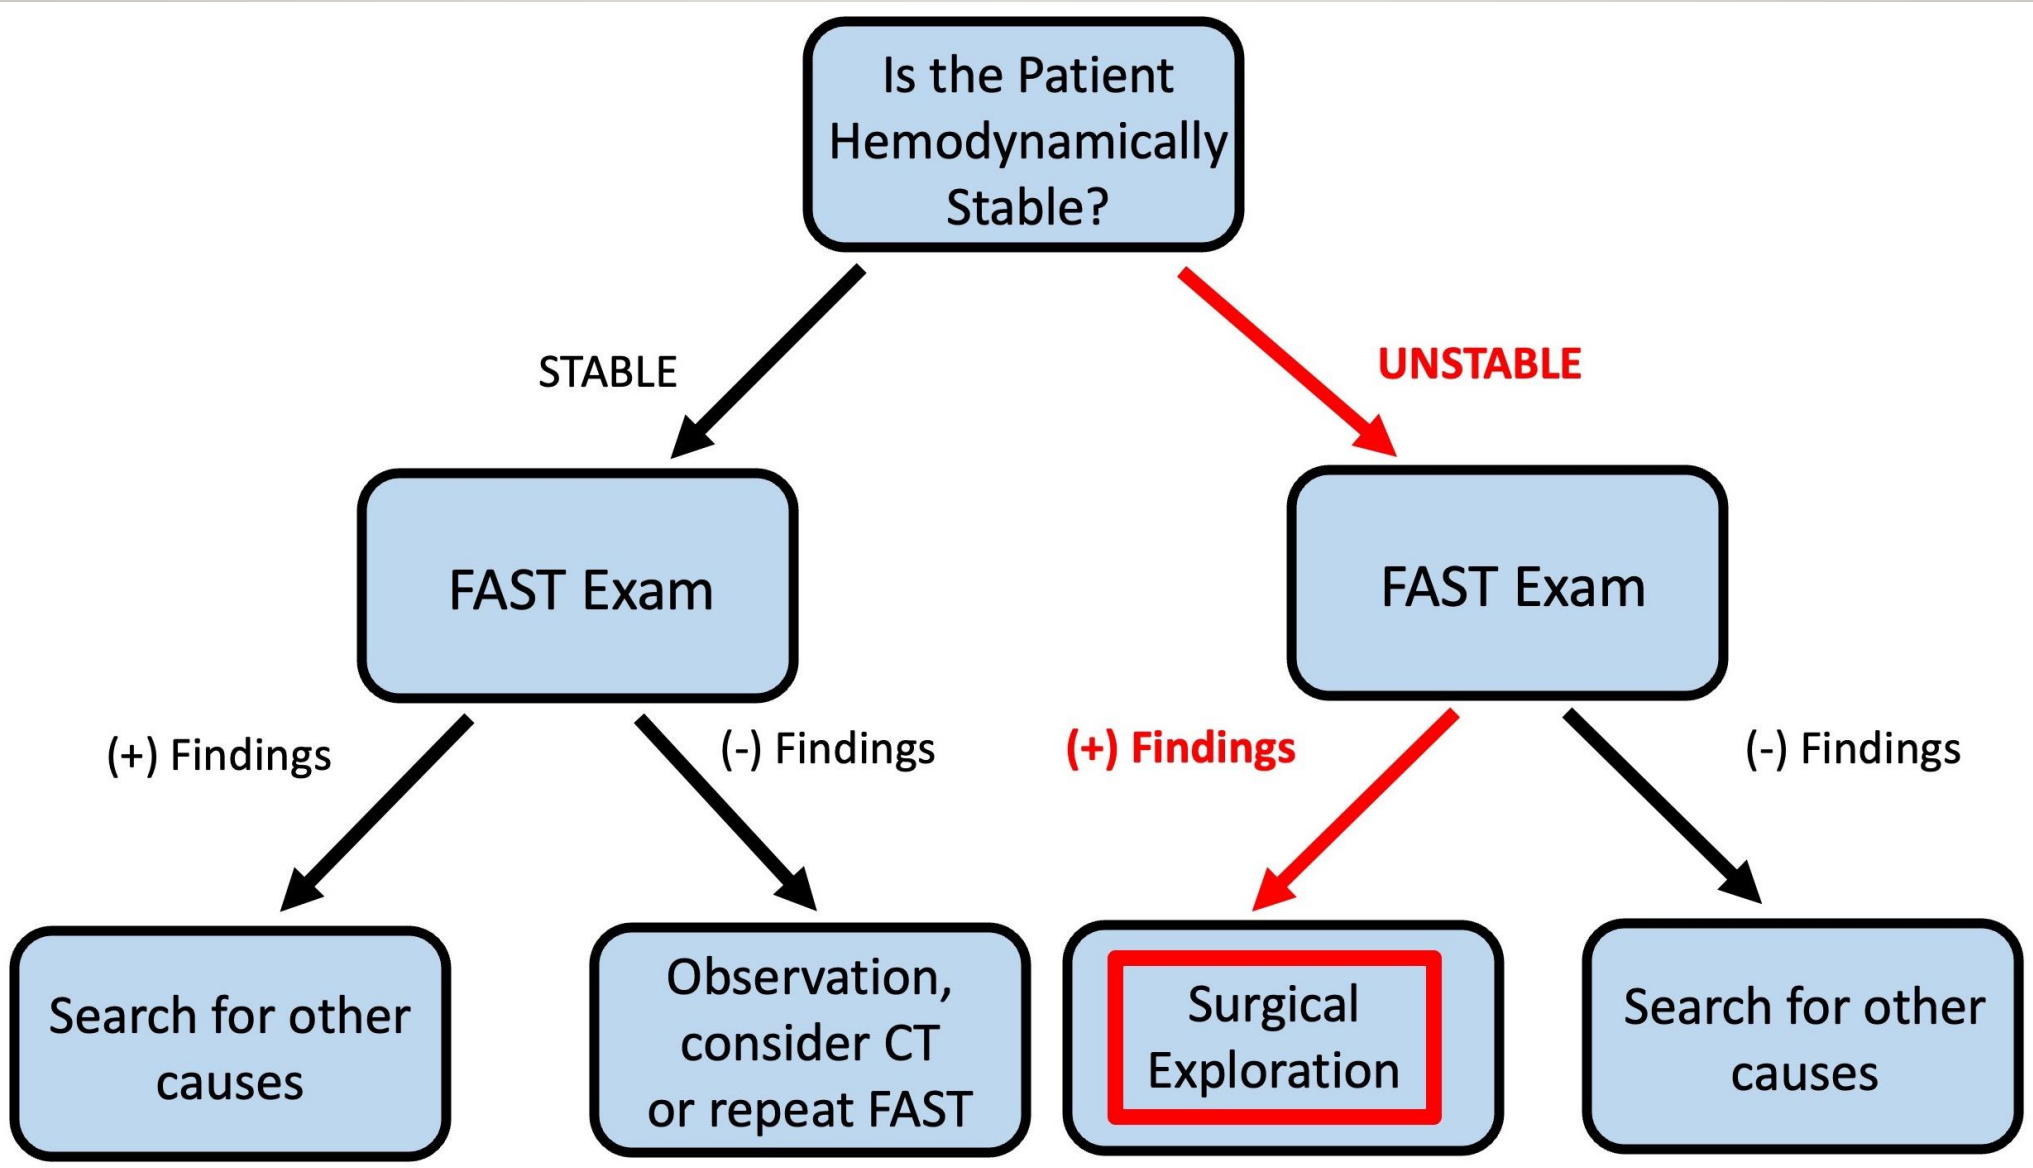 Is the Patient
Hemodynamically
Stable?
STABLE
UNSTABLE
FAST Exam
FAST Exam
(+) Findings
(-) Findings
(+) Findings
(-) Findings
Search for other
causes
Observation,
consider CT
or repeat FAST
Surgical
Exploration
Search for other
causes